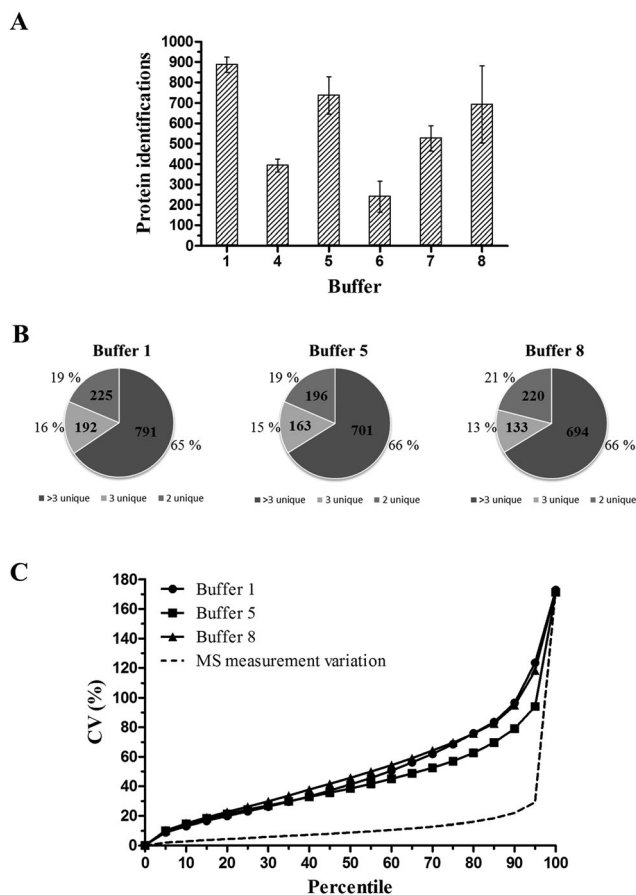 A
Protein identifications
1000
900
800
700
600
500
400
300
200
100
0
1 4 5 6 7 8
Buffer
B
Buffer 1 Buffer 5 Buffer 8
19 % 225 16 % 192 791 65 %
19 % 196 15 % 163 701 66 %
21 % 220 13 % 133 694 66 %
>3 unique 3 unique 2 unique >3 unique 3 unique 2 unique >3 unique 3 unique 2 unique
C
CV (%)
180
160
140
120
100
80
60
40
20
0
Buffer 1
Buffer 5
Buffer 8
MS measurement variation
0 10 20 30 40 50 60 70 80 90 100
Percentile